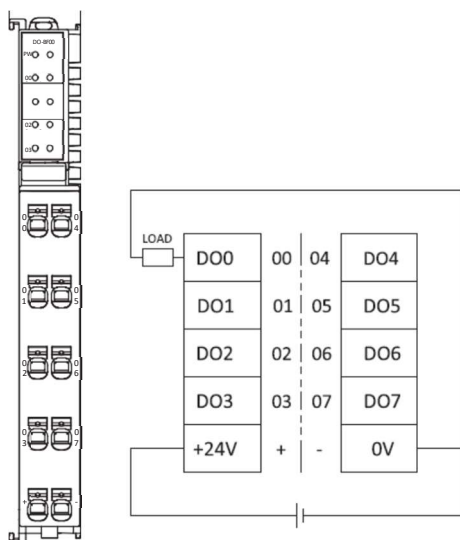 DO-8F00
PW
00
02
03
0 0
0 4
0 1
0 5
0 2
0 6
0 3
0 7
+ -
LOAD
DO0 00 04 DO4
DO1 01 05 DO5
DO2 02 06 DO6
DO3 03 07 DO7
+24V + - 0V